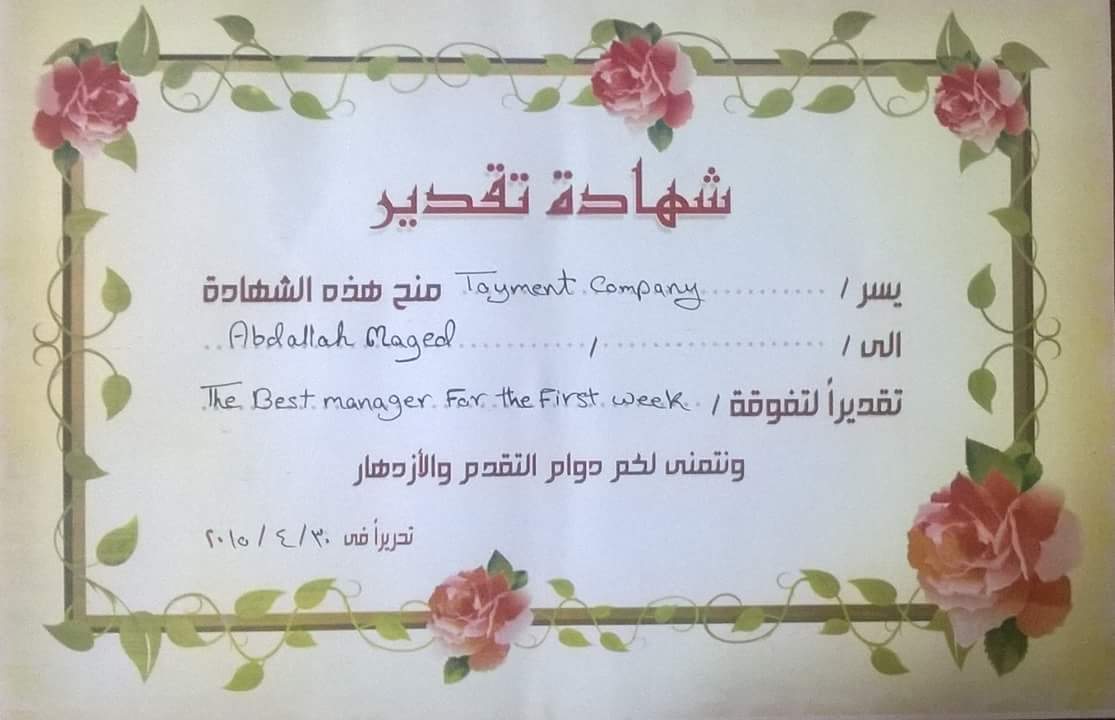 شهادة تقدير
يسر / Tayment Company منح هذه الشهادة
الى / / Abdallah Maged
تقديراً لتفوقة / The Best manager For the First week
ونتمنى لكم دوام التقدم والأزدهار
تحريراً فى ٣٠ / ٤ / ٢٠١٥